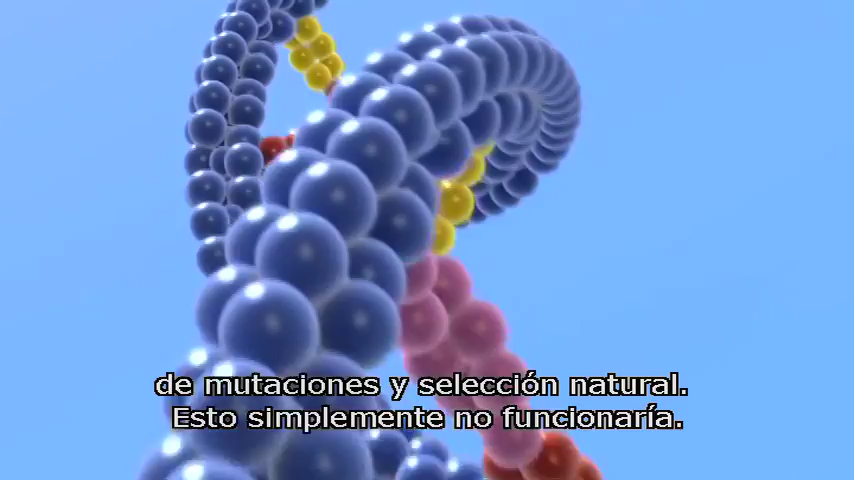 de mutaciones y selección natural.
Esto simplemente no funcionaría.